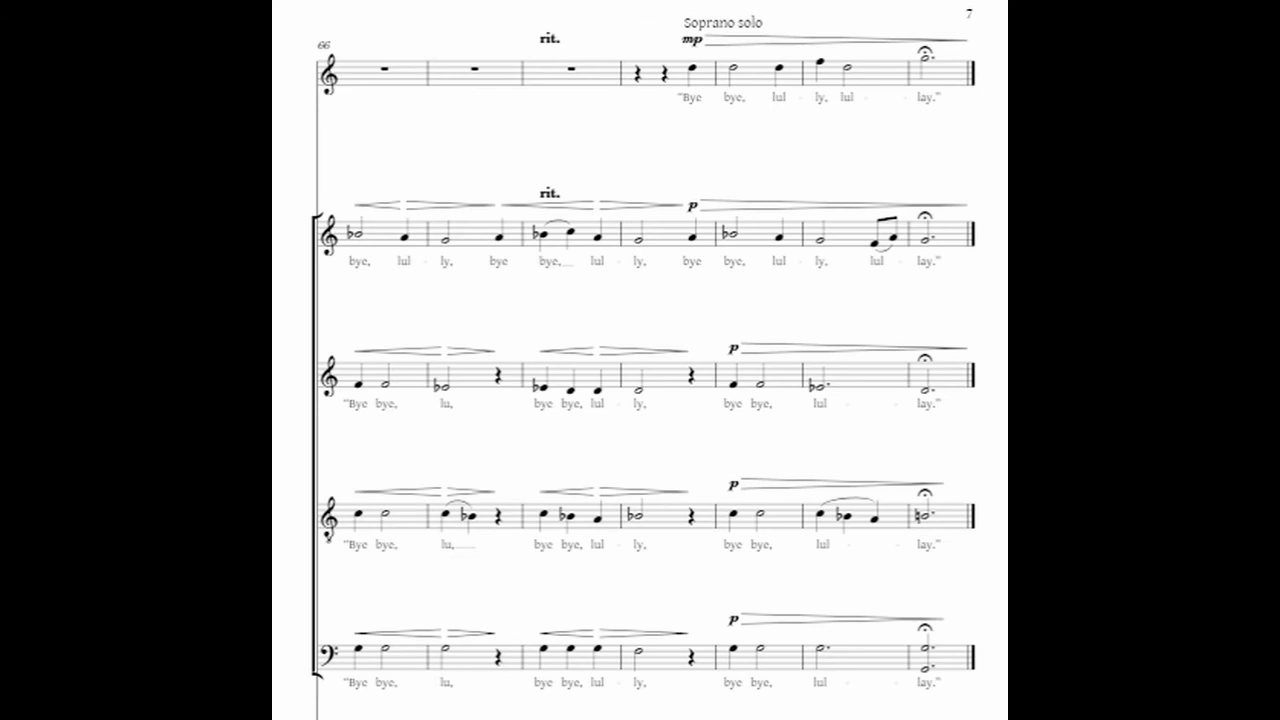 7
Soprano solo
66 rit. mp
“Bye bye, lul - ly, lul - lay.”
rit. p
bye, lul - ly, bye bye,__ lul - ly, bye bye, lul - ly, lul - lay.”
p
“Bye bye, lu, bye bye, lul - ly, bye bye, lul - lay.”
p
“Bye bye, lu,__ bye bye, lul - ly, bye bye, lul - lay.”
p
“Bye bye, lu, bye bye, lul - ly, bye bye, lul - lay.”